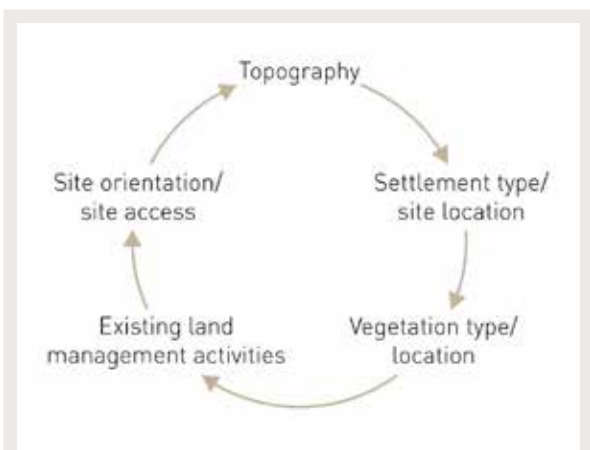 Topography
Settlement type/
site location
Vegetation type/
location
Existing land
management activities
Site orientation/
site access